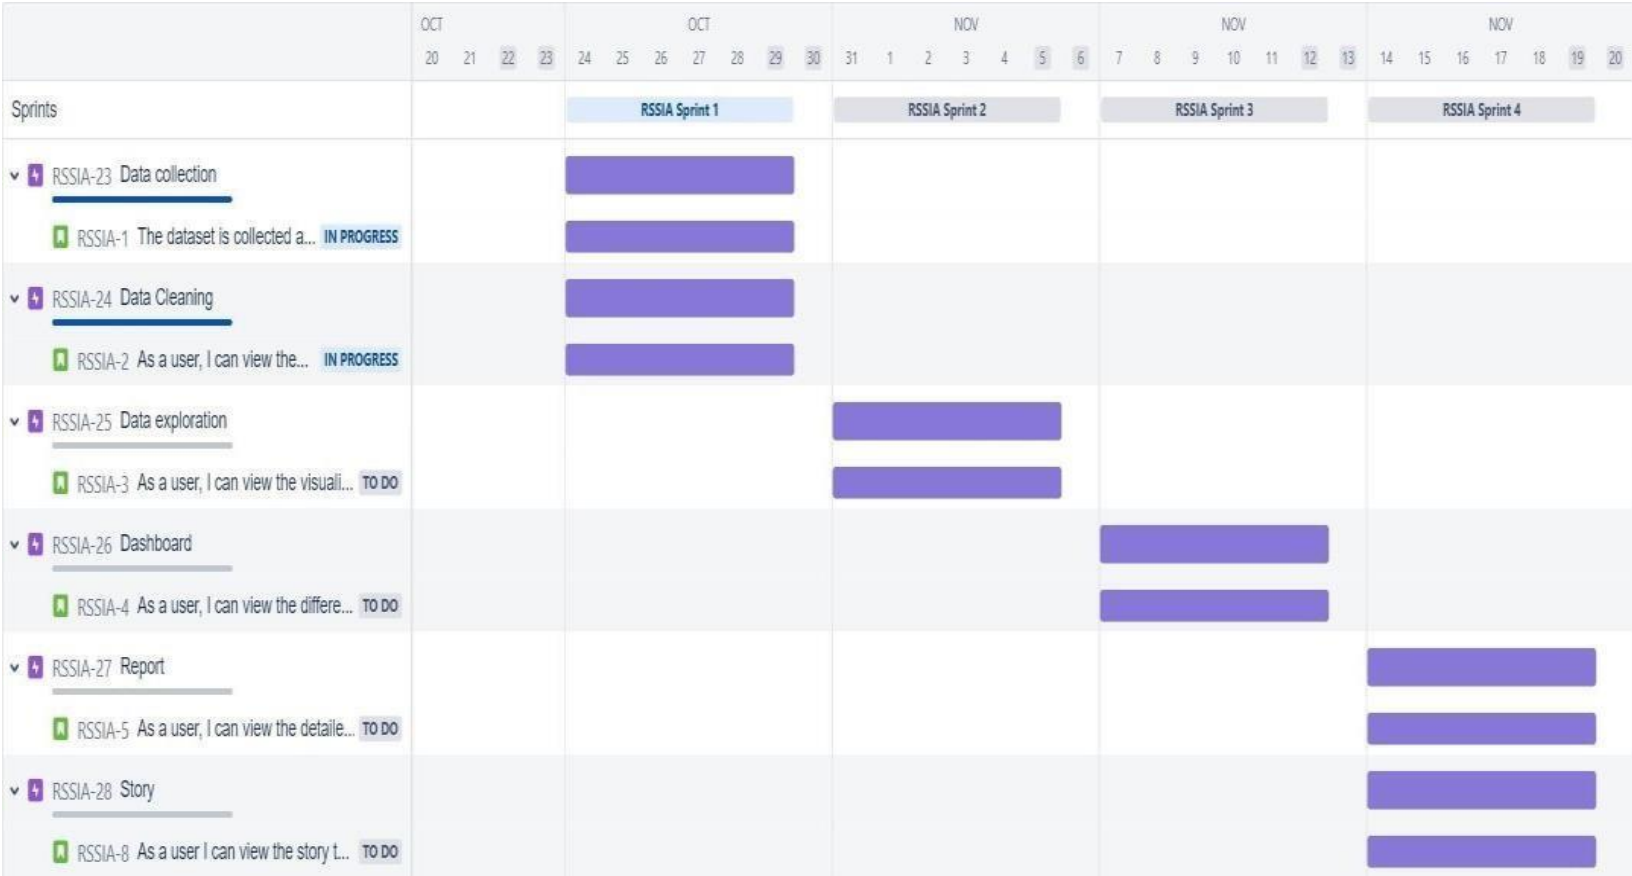 OCT OCT NOV NOV NOV
20 21 22 23 24 25 26 27 28 29 30 31 1 2 3 4 5 6 7 8 9 10 11 12 13 14 15 16 17 18 19 20
Sprints RSSIA Sprint 1 RSSIA Sprint 2 RSSIA Sprint 3 RSSIA Sprint 4
RSSIA-23 Data collection
RSSIA-1 The dataset is collected a... IN PROGRESS
RSSIA-24 Data Cleaning
RSSIA-2 As a user, I can view the... IN PROGRESS
RSSIA-25 Data exploration
RSSIA-3 As a user, I can view the visuali... TO DO
RSSIA-26 Dashboard
RSSIA-4 As a user, I can view the differe... TO DO
RSSIA-27 Report
RSSIA-5 As a user, I can view the detaile... TO DO
RSSIA-28 Story
RSSIA-8 As a user I can view the story t... TO DO